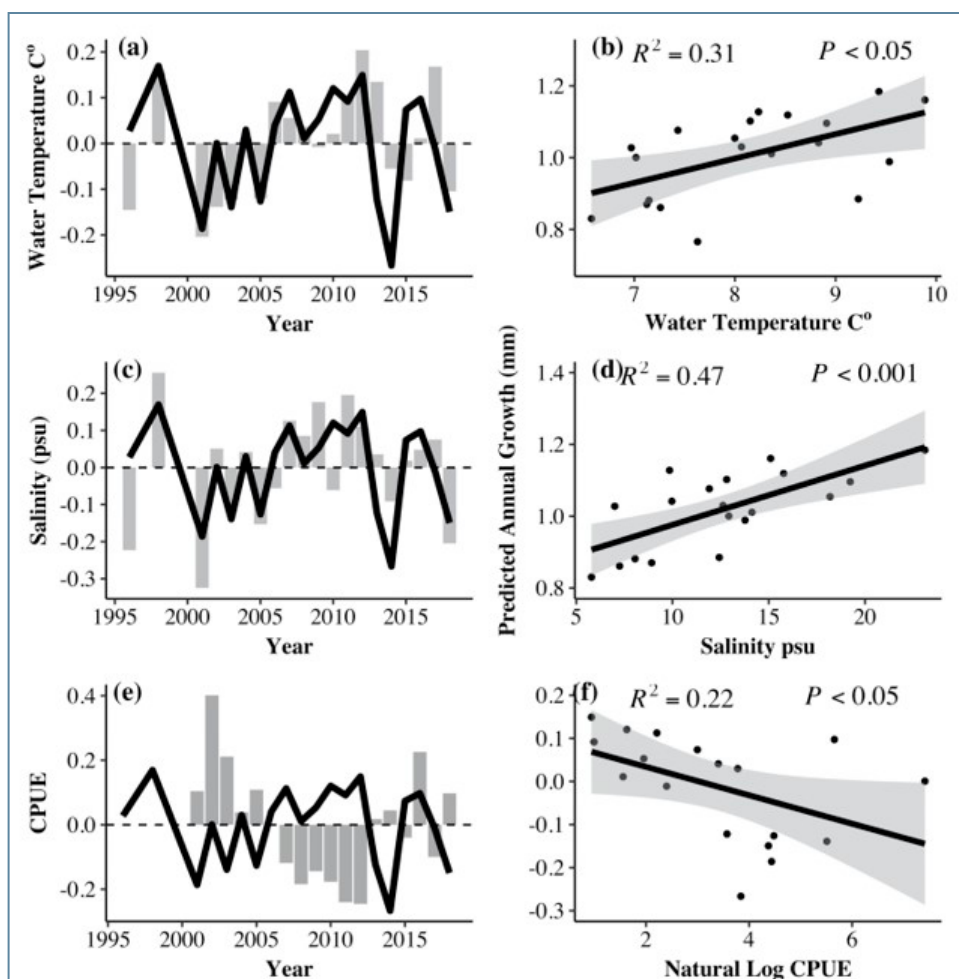 (a)
Water Temperature C°
0.2
0.1
0.0
-0.1
-0.2
1995 2000 2005 2010 2015
Year
(b) R² = 0.31 P < 0.05
1.2
1.0
0.8
7 8 9 10
Water Temperature C°
(c)
Salinity (psu)
0.2
0.1
0.0
-0.1
-0.2
-0.3
1995 2000 2005 2010 2015
Year
Predicted Annual Growth (mm)
(d) R² = 0.47 P < 0.001
1.4
1.2
1.0
0.8
5 10 15 20
Salinity psu
(e)
CPUE
0.4
0.2
0.0
-0.2
1995 2000 2005 2010 2015
Year
(f) R² = 0.22 P < 0.05
0.2
0.1
0.0
-0.1
-0.2
-0.3
2 4 6
Natural Log CPUE